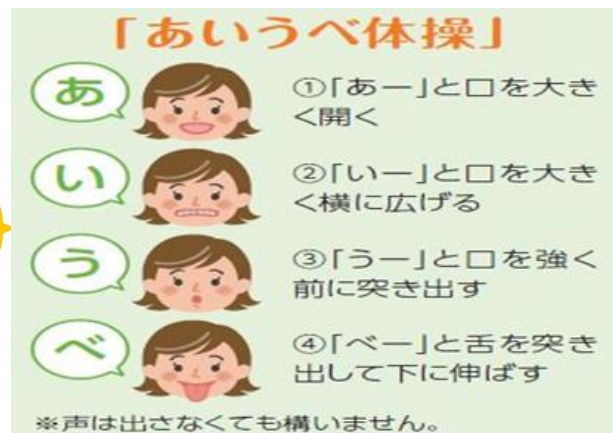 「あいうべ体操」
あ
①「あー」と口を大き
く開く
い
②「いー」と口を大き
く横に広げる
う
③「うー」と口を強く
前に突き出す
べ
④「べー」と舌を突き
出して下に伸ばす
※声は出さなくても構いません。